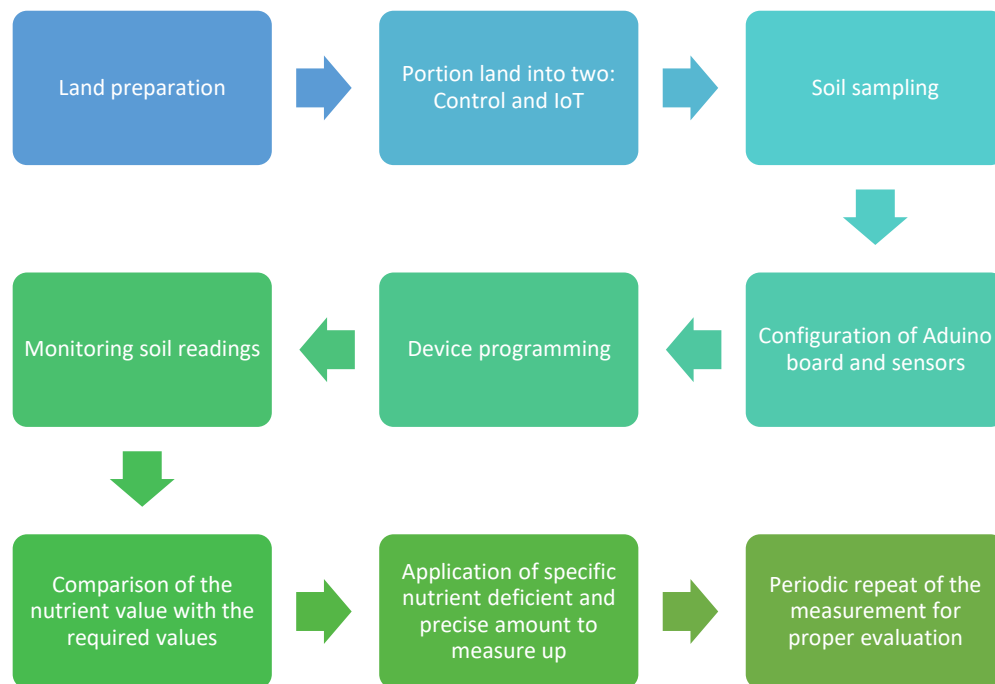 Land preparation
Portion land into two:
Control and IoT
Soil sampling
Configuration of Aduino
board and sensors
Device programming
Monitoring soil readings
Comparison of the
nutrient value with the
required values
Application of specific
nutrient deficient and
precise amount to
measure up
Periodic repeat of the
measurement for
proper evaluation